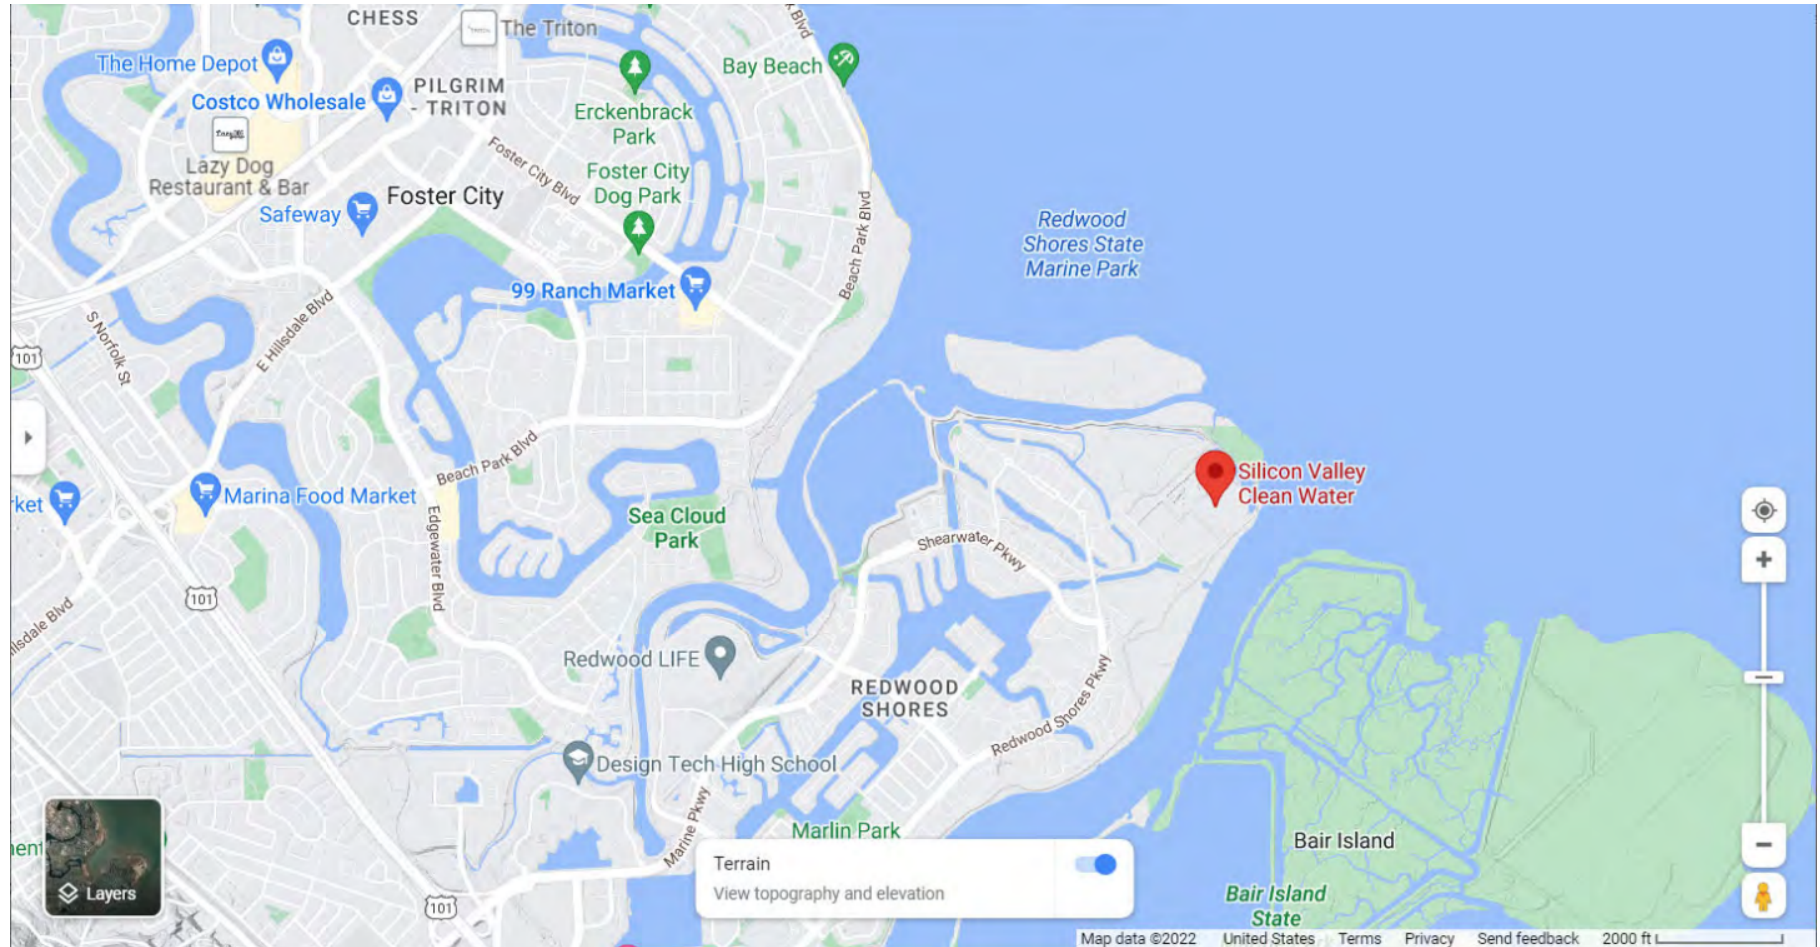 CHESS
The Triton
k Blvd
The Home Depot
Bay Beach
Costco Wholesale
PILGRIM
- TRITON
Erckenbrack
Park
Lazy Dog
Restaurant & Bar
Foster City Blvd
Foster City
Dog Park
Foster City
Safeway
Beach Park Blvd
Redwood
Shores State
Marine Park
99 Ranch Market
S Norfolk St
E Hillsdale Blvd
101
Beach Park Blvd
Silicon Valley
Clean Water
rket
Marina Food Market
Edgewater Blvd
Sea Cloud
Park
Shearwater Pkwy
101
llsdale Blvd
Redwood LIFE
REDWOOD
SHORES
Redwood Shores Pkwy
Design Tech High School
Marine Pkwy
Marlin Park
Bair Island
ent
Layers
Terrain
View topography and elevation
Bair Island
State
101
Map data ©2022 United States Terms Privacy Send feedback 2000 ft